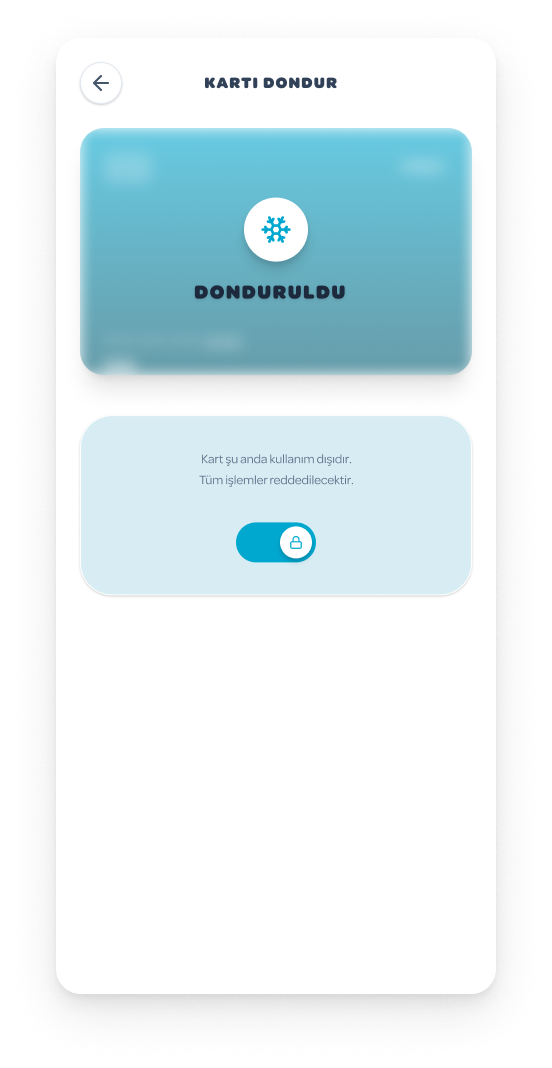 KARTI DONDUR
DONDURULDU
Kart şu anda kullanım dışıdır.
Tüm işlemler reddedilecektir.